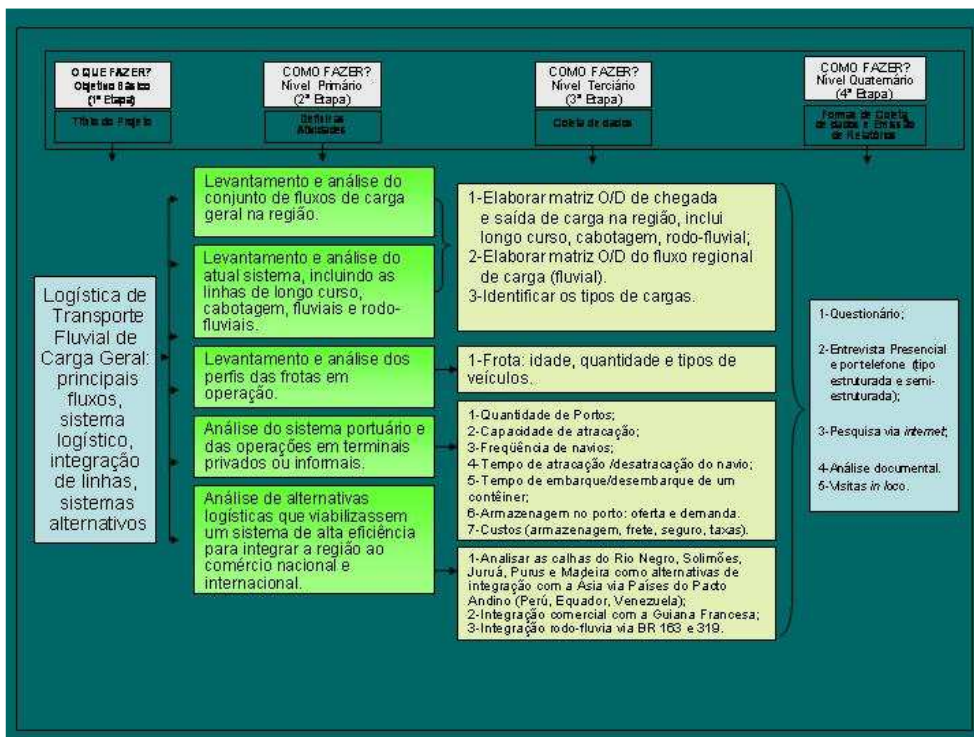 O QUE FAZER?
Objetivo Básico
(1ª Etapa)
Título do Projeto
COMO FAZER?
Nível Primário
(2ª Etapa)
Definir as
Atividades
COMO FAZER?
Nível Terciário
(3ª Etapa)
Coleta de dados
COMO FAZER?
Nível Quaternário
(4ª Etapa)
Formas de Coleta
de dados e Emissão
de Relatórios
Logística de
Transporte
Fluvial de
Carga Geral:
principais
fluxos,
sistema
logístico,
integração
de linhas,
sistemas
alternativos
Levantamento e análise do
conjunto de fluxos de carga
geral na região.
Levantamento e análise do
atual sistema, incluindo as
linhas de longo curso,
cabotagem, fluviais e rodo-
fluviais.
Levantamento e análise dos
perfis das frotas em
operação.
Análise do sistema portuário e
das operações em terminais
privados ou informais.
Análise de alternativas
logísticas que viabilizassem
um sistema de alta eficiência
para integrar a região ao
comércio nacional e
internacional.
1-Elaborar matriz O/D de chegada
e saída de carga na região, inclui
longo curso, cabotagem, rodo-fluvial;
2-Elaborar matriz O/D do fluxo regional
de carga (fluvial).
3-Identificar os tipos de cargas.
1-Frota: idade, quantidade e tipos de
veículos.
1-Quantidade de Portos;
2-Capacidade de atracação;
3-Freqüência de navios;
4-Tempo de atracação /desatracação do navio;
5-Tempo de embarque/desembarque de um
contêiner;
6-Armazenagem no porto: oferta e demanda.
7-Custos (armazenagem, frete, seguro, taxas).
1-Analisar as calhas do Rio Negro, Solimões,
Juruá, Purus e Madeira como alternativas de
integração com a Ásia via Países do Pacto
Andino (Perú, Equador, Venezuela);
2-Integração comercial com a Guiana Francesa;
3-Integração rodo-fluvia via BR 163 e 319.
1-Questionário;
2-Entrevista Presencial
e por telefone (tipo
estruturada e semi-
estruturada);
3-Pesquisa via internet;
4-Análise documental.
5-Visitas in loco.